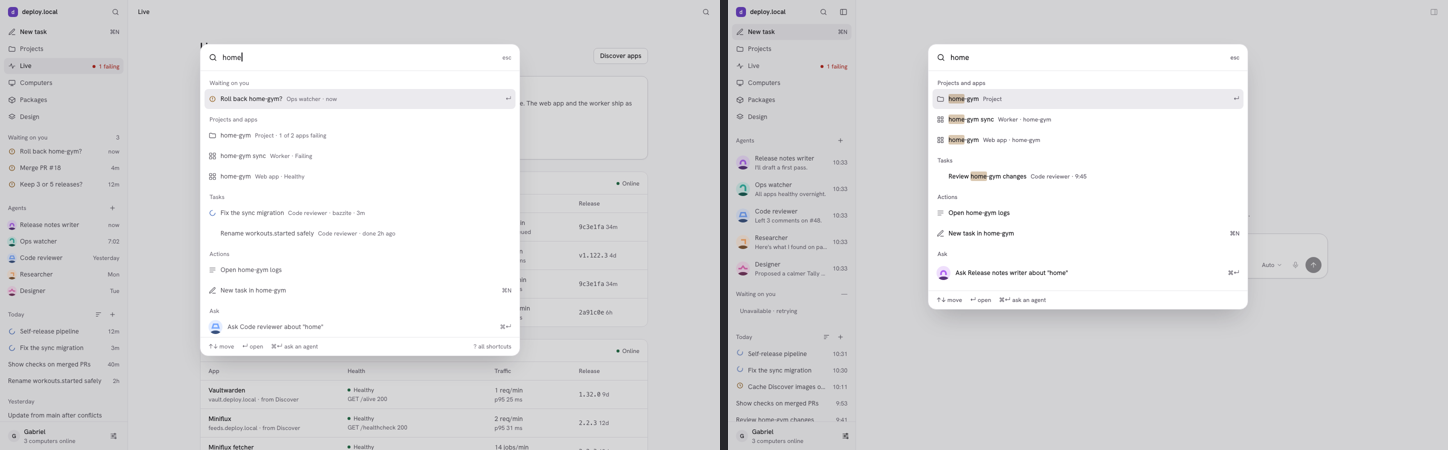 deploy.local
New task ⌘N
Projects
Live 1 failing
Computers
Packages
Design
Waiting on you 3
Roll back home-gym? now
Merge PR #18 4m
Keep 3 or 5 releases? 12m
Agents
Release notes writer now
Ops watcher 7:02
Code reviewer Yesterday
Researcher Mon
Designer Tue
Today
Self-release pipeline 12m
Fix the sync migration 3m
Show checks on merged PRs 4m
Rename workouts.started safely 2h
Yesterday
Update from main after conflicts
G Gabriel
3 computers online
Live
Discover apps
e. The web app and the worker ship as
Online
Release
9c3e1fa 34m
v1.122.3 4d
9c3e1fa 34m
2a91c0e 6h
Online
App Health Traffic Release
Vaultwarden Healthy 1 req/min 1.32.0 9d
vault.deploy.local · from Discover GET /alive 200 p95 25 ms
Miniflux Healthy 2 req/min 2.2.3 12d
feeds.deploy.local · from Discover GET /healthcheck 200 p95 31 ms
Miniflux fetcher Healthy 14 jobs/min
home esc
Waiting on you
Roll back home-gym? Ops watcher · now
Projects and apps
home-gym Project · 1 of 2 apps failing
home-gym sync Worker · Failing
home-gym Web app · Healthy
Tasks
Fix the sync migration Code reviewer · bazzite · 3m
Rename workouts.started safely Code reviewer · done 2h ago
Actions
Open home-gym logs
New task in home-gym ⌘N
Ask
Ask Code reviewer about "home" ⌘↵
↑↓ move ↵ open ⌘↵ ask an agent ? all shortcuts
deploy.local
New task ⌘N
Projects
Live 1 failing
Computers
Packages
Design
Agents
Release notes writer 10:33
I'll draft a first pass.
Ops watcher 10:33
All apps healthy overnight.
Code reviewer 10:33
Left 3 comments on #48.
Researcher 10:33
Here's what I found on pa...
Designer 10:33
Proposed a calmer Tally ...
Waiting on you —
Unavailable · retrying
Today
Self-release pipeline 10:31
Fix the sync migration 10:30
Cache Discover images o... 10:11
Show checks on merged PRs 9:53
Review home-gym changes 9:41
G Gabriel
3 computers online
Auto
home esc
Projects and apps
home-gym Project
home-gym sync Worker · home-gym
home-gym Web app · home-gym
Tasks
Review home-gym changes Code reviewer · 9:45
Actions
Open home-gym logs
New task in home-gym ⌘N
Ask
Ask Release notes writer about "home" ⌘↵
↑↓ move ↵ open ⌘↵ ask an agent